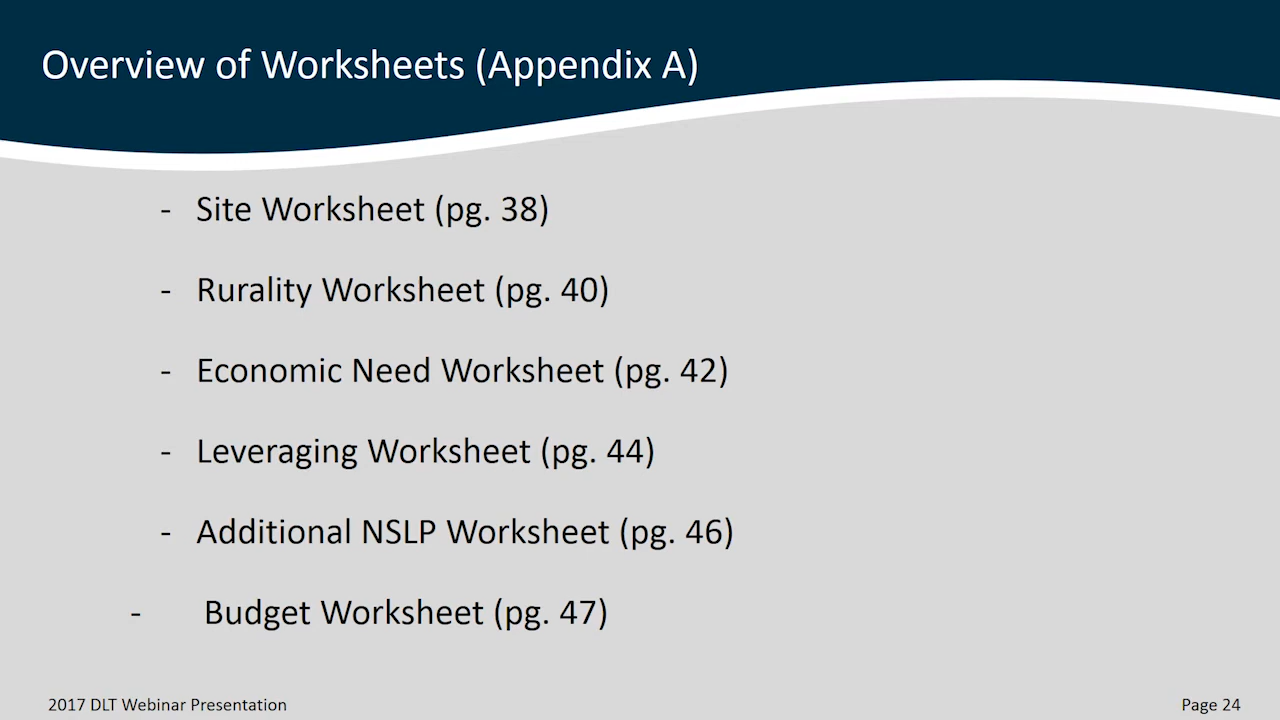 Overview of Worksheets (Appendix A)
- Site Worksheet (pg. 38)
- Rurality Worksheet (pg. 40)
- Economic Need Worksheet (pg. 42)
- Leveraging Worksheet (pg. 44)
- Additional NSLP Worksheet (pg. 46)
- Budget Worksheet (pg. 47)
2017 DLT Webinar Presentation
Page 24